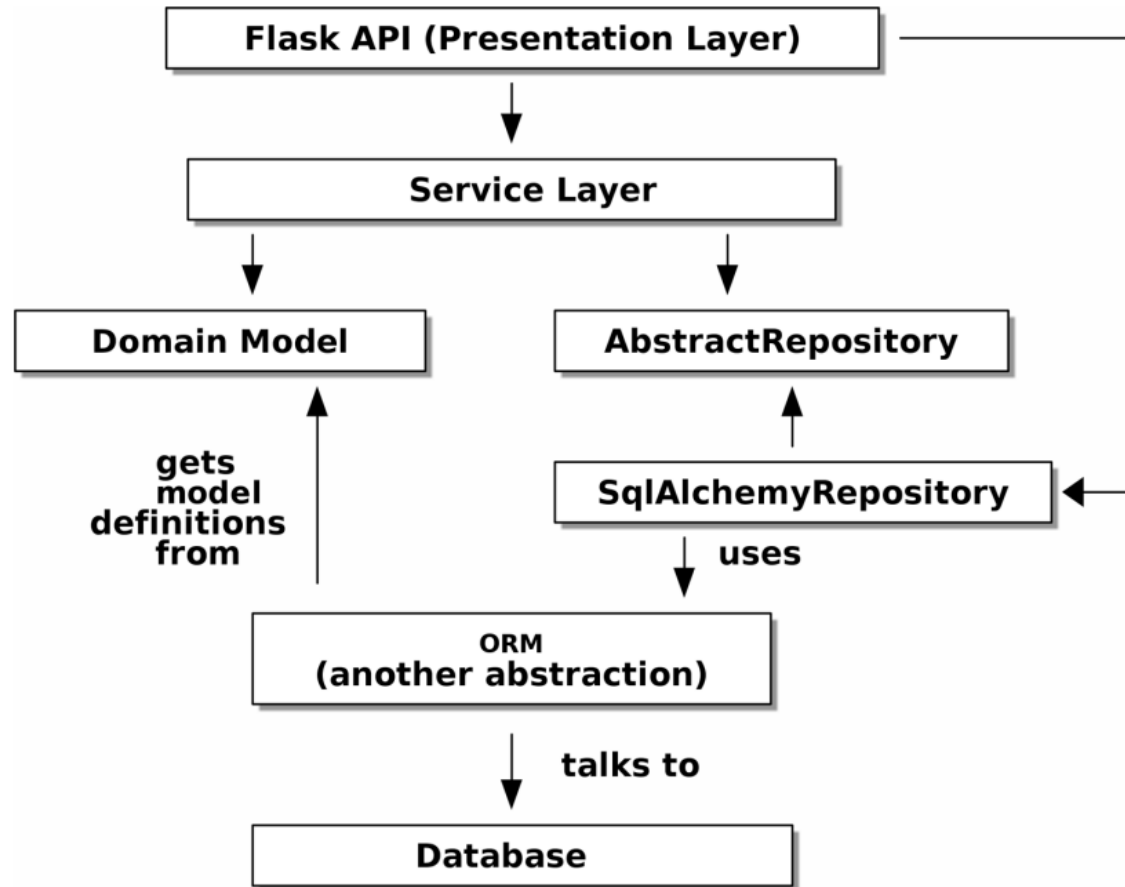 Flask API (Presentation Layer)
Service Layer
Domain Model
AbstractRepository
gets
model
definitions
from
SqlAlchemyRepository
uses
ORM
(another abstraction)
talks to
Database